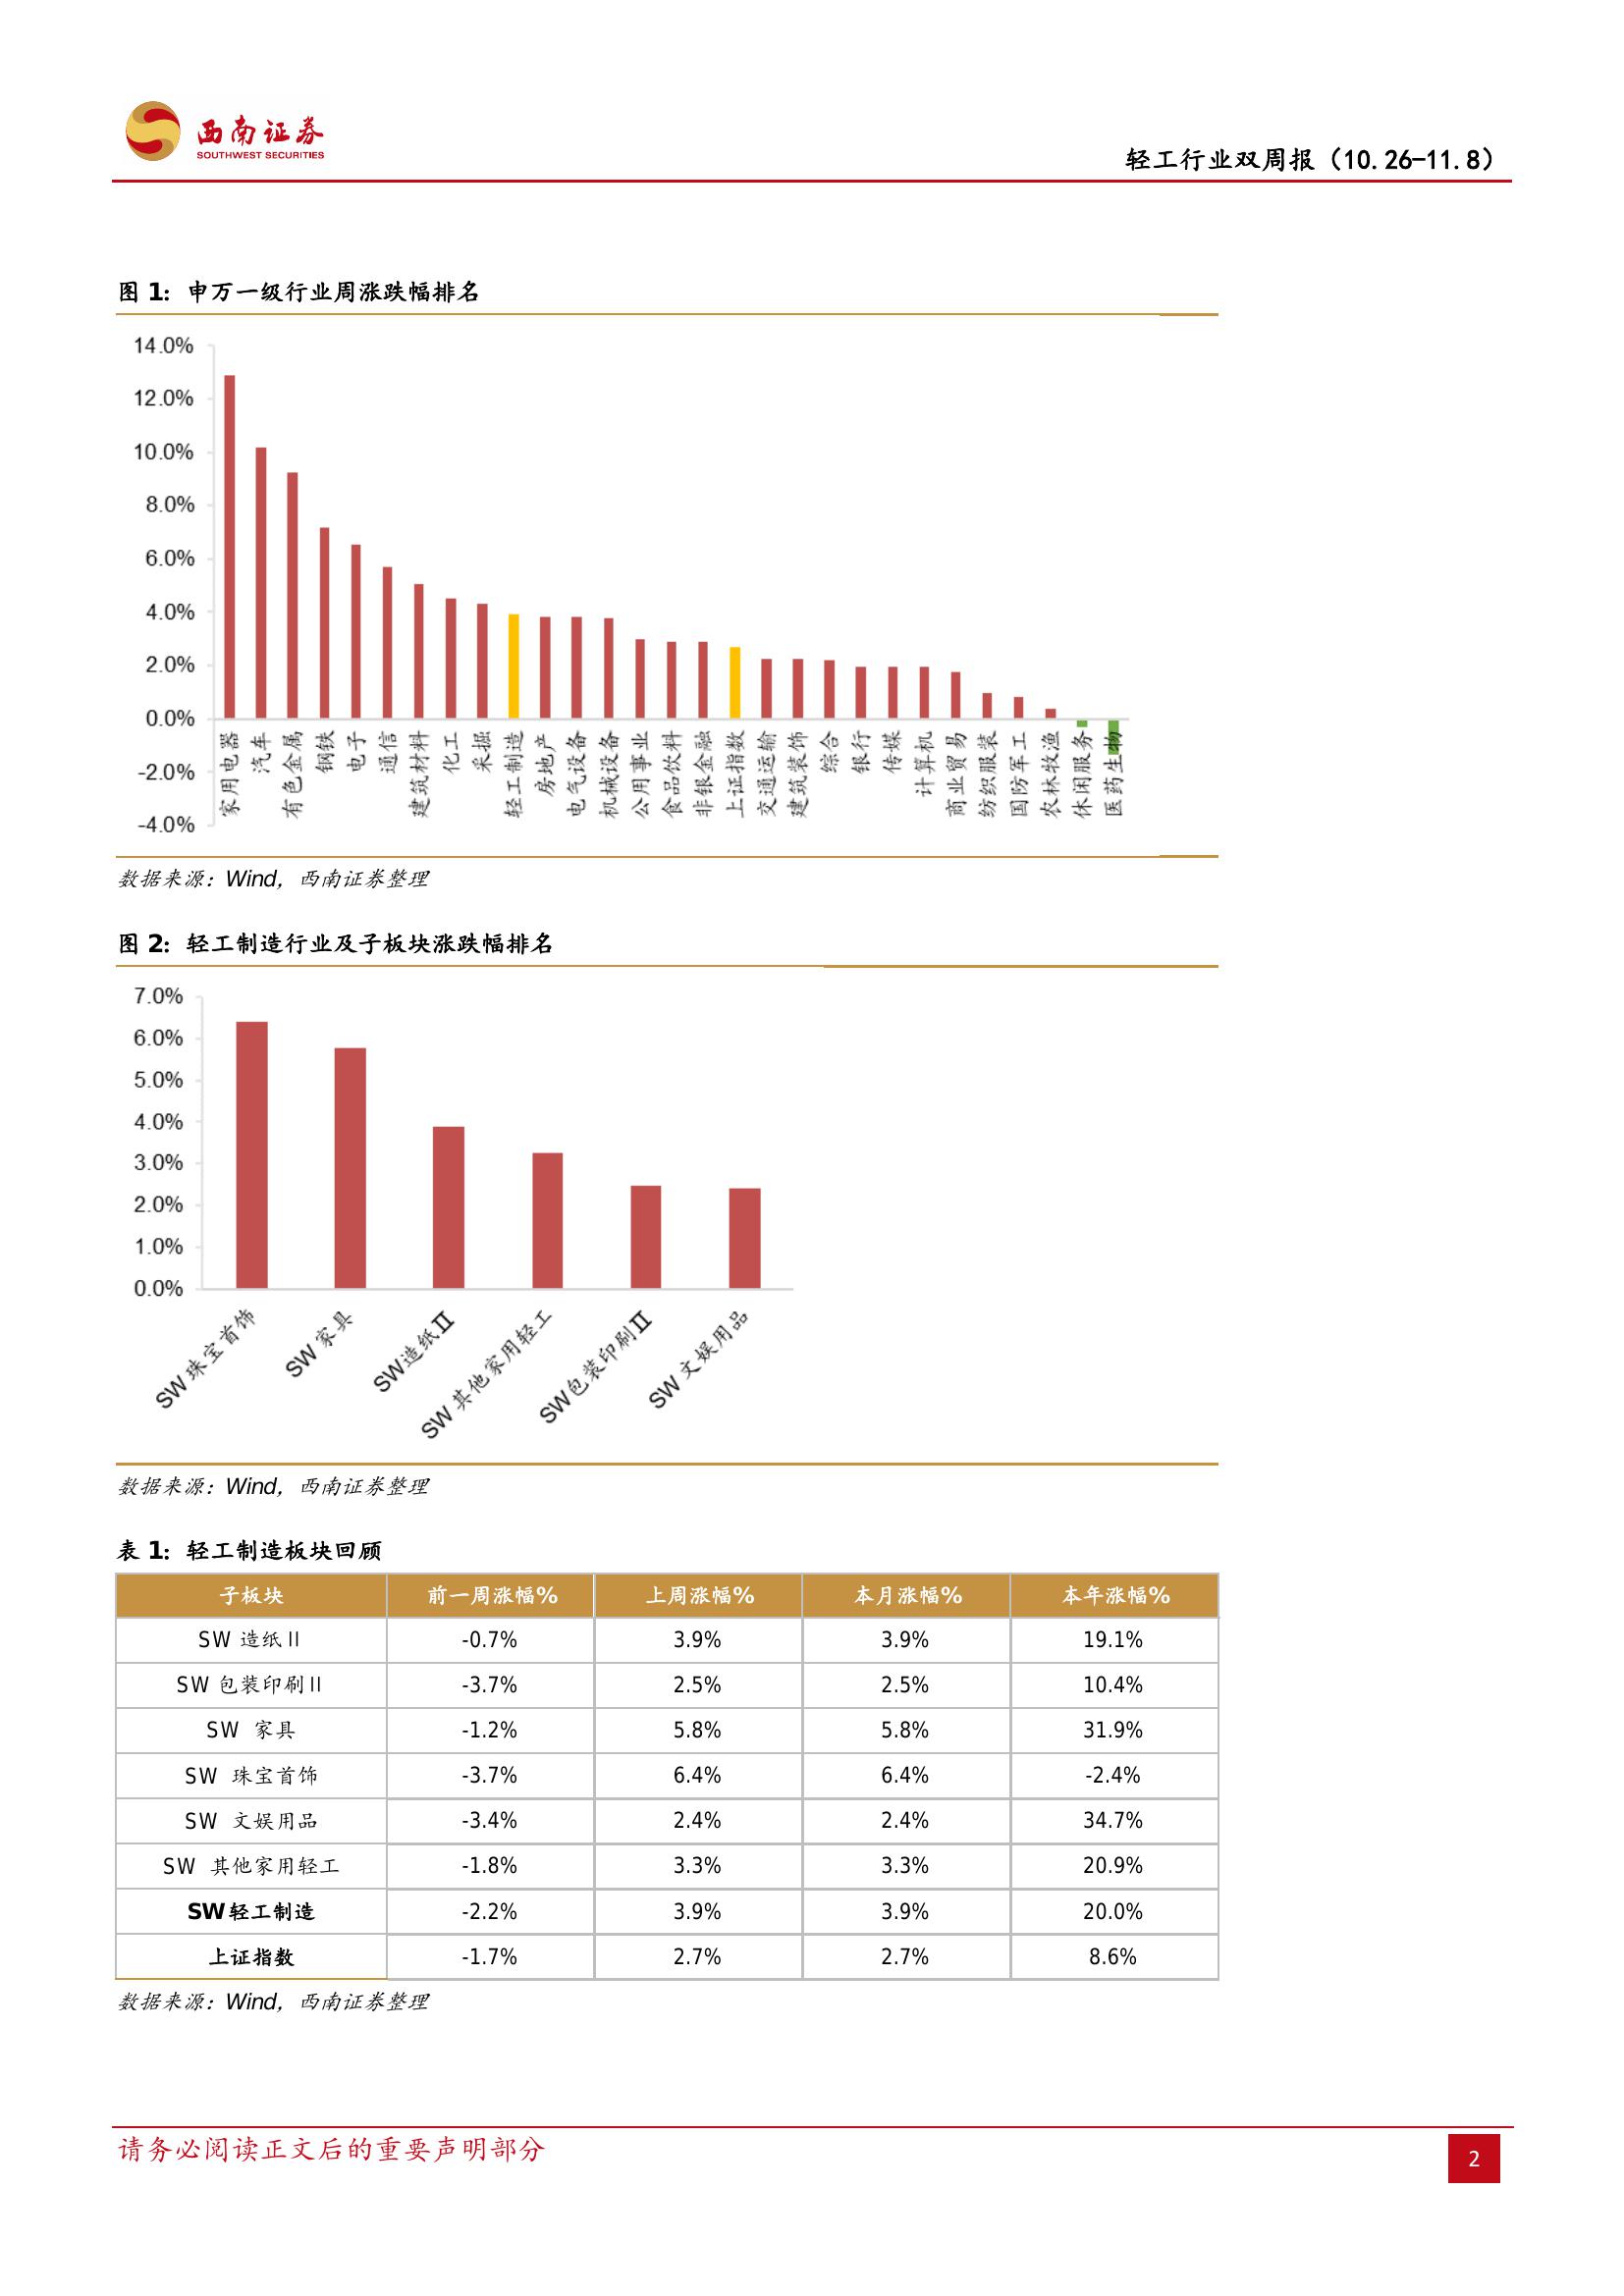 西南证券
SOUTHWEST SECURITIES
轻工行业双周报（10.26-11.8）
图 1：申万一级行业周涨跌幅排名
14.0%
12.0%
10.0%
8.0%
6.0%
4.0%
2.0%
0.0%
-2.0%
-4.0%
家用电器
汽车
有色金属
钢铁
电子
通信
建筑材料
化工
采掘
轻工制造
房地产
电气设备
机械设备
公用事业
食品饮料
非银金融
上证指数
交通运输
建筑装饰
综合
银行
传媒
计算机
商业贸易
纺织服装
国防军工
农林牧渔
休闲服务
医药生物
数据来源：Wind，西南证券整理
图 2：轻工制造行业及子板块涨跌幅排名
7.0%
6.0%
5.0%
4.0%
3.0%
2.0%
1.0%
0.0%
SW 珠宝首饰
SW 家具
SW造纸Ⅱ
SW 其他家用轻工
SW包装印刷Ⅱ
SW 文娱用品
数据来源：Wind，西南证券整理
表 1：轻工制造板块回顾
子板块 前一周涨幅% 上周涨幅% 本月涨幅% 本年涨幅%
SW 造纸Ⅱ -0.7% 3.9% 3.9% 19.1%
SW 包装印刷Ⅱ -3.7% 2.5% 2.5% 10.4%
SW 家具 -1.2% 5.8% 5.8% 31.9%
SW 珠宝首饰 -3.7% 6.4% 6.4% -2.4%
SW 文娱用品 -3.4% 2.4% 2.4% 34.7%
SW 其他家用轻工 -1.8% 3.3% 3.3% 20.9%
SW轻工制造 -2.2% 3.9% 3.9% 20.0%
上证指数 -1.7% 2.7% 2.7% 8.6%
数据来源：Wind，西南证券整理
请务必阅读正文后的重要声明部分
2